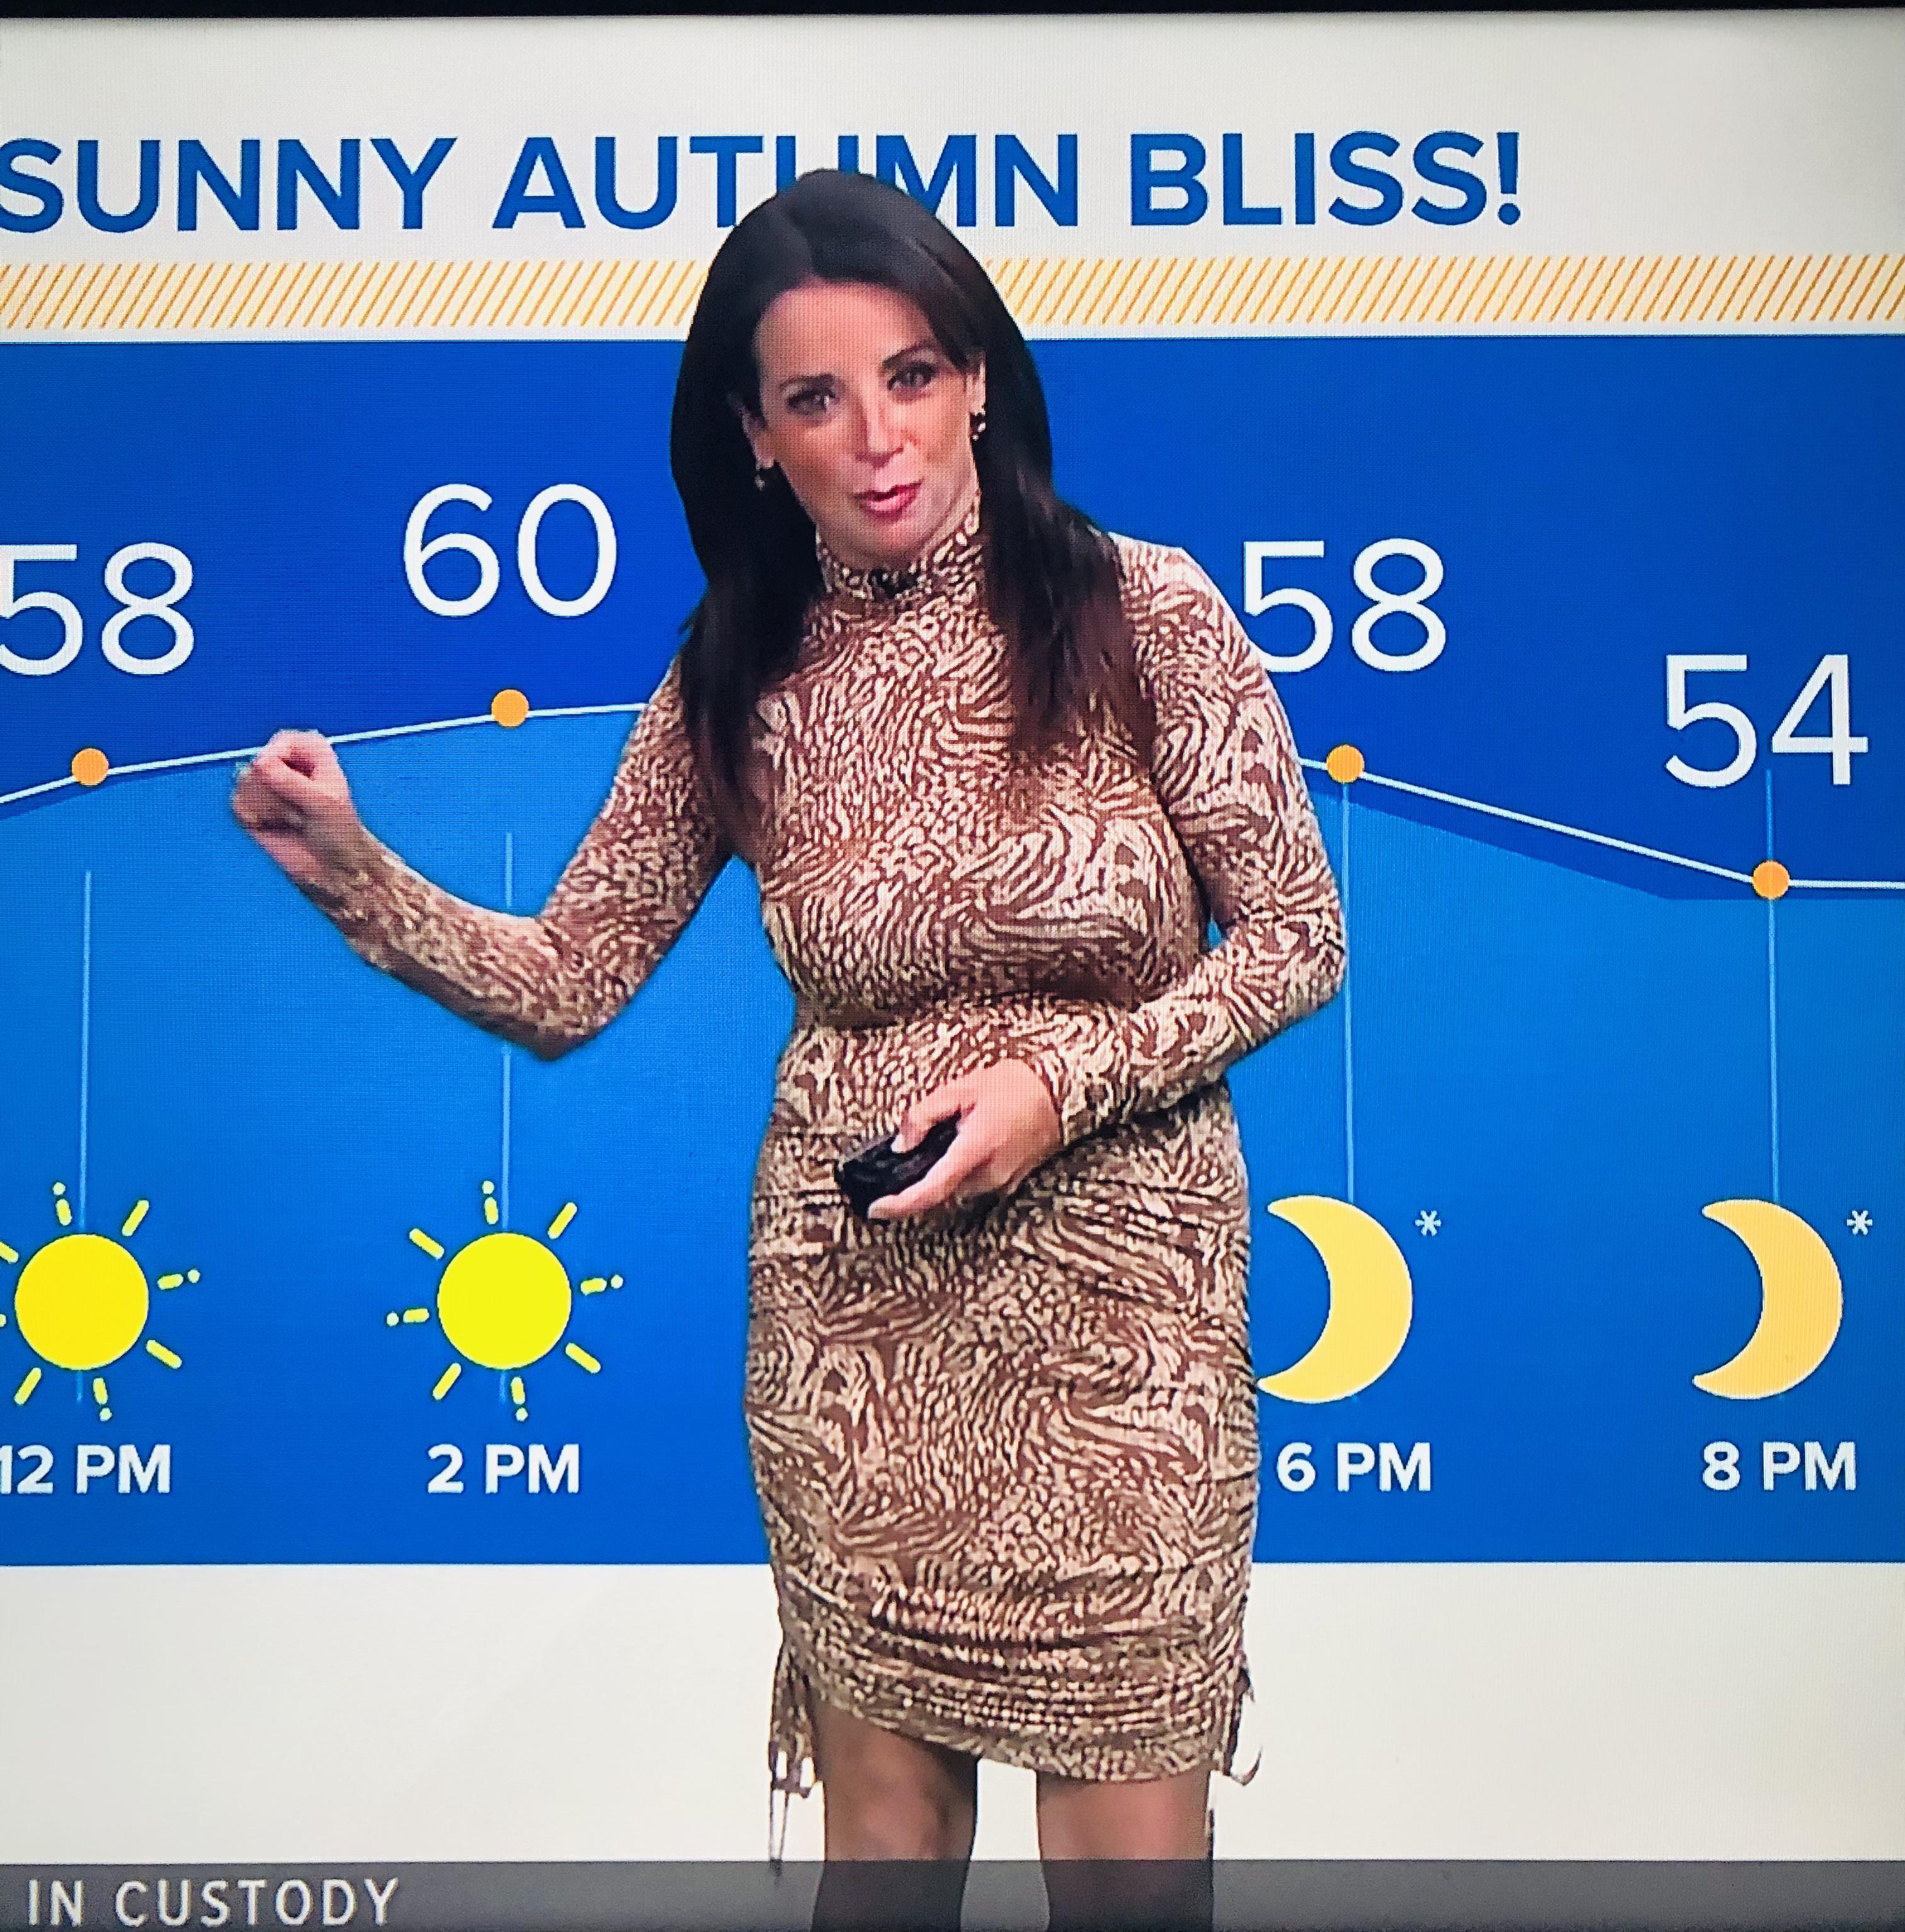 SUNNY AUTUMN BLISS!
58 60 58 54
* *
12 PM 2 PM 6 PM 8 PM
IN CUSTODY